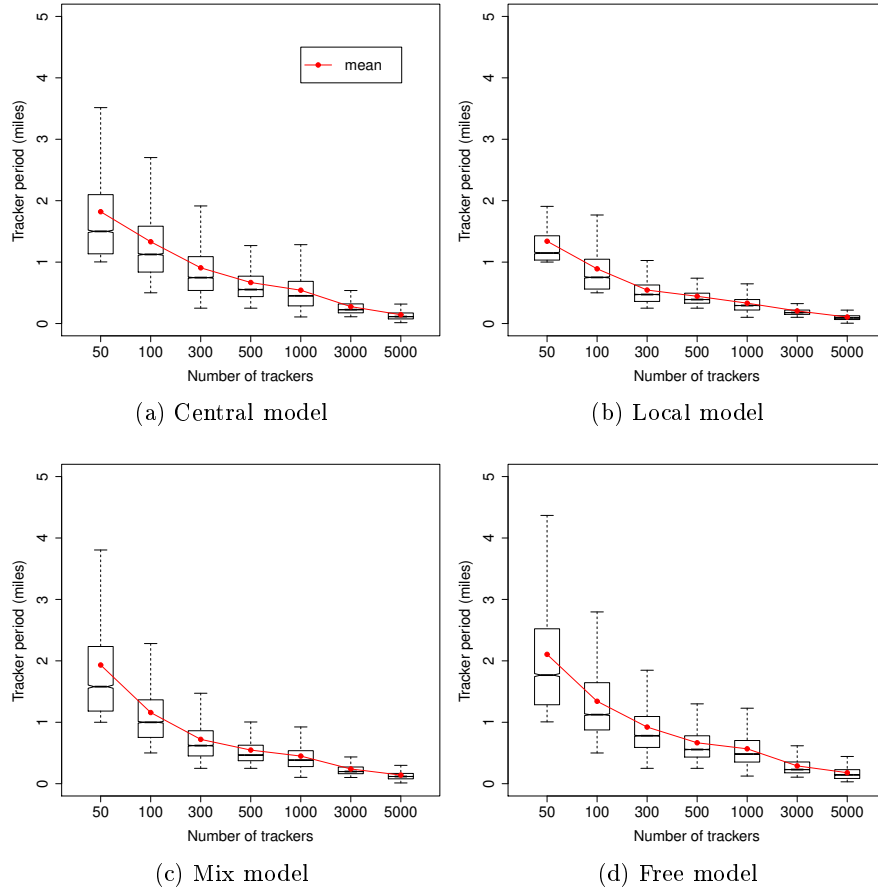 5
4
3
2
1
0
Tracker period (miles)
mean
50 100 300 500 1000 3000 5000
Number of trackers
(a) Central model
5
4
3
2
1
0
Tracker period (miles)
50 100 300 500 1000 3000 5000
Number of trackers
(b) Local model
5
4
3
2
1
0
Tracker period (miles)
50 100 300 500 1000 3000 5000
Number of trackers
(c) Mix model
5
4
3
2
1
0
Tracker period (miles)
50 100 300 500 1000 3000 5000
Number of trackers
(d) Free model